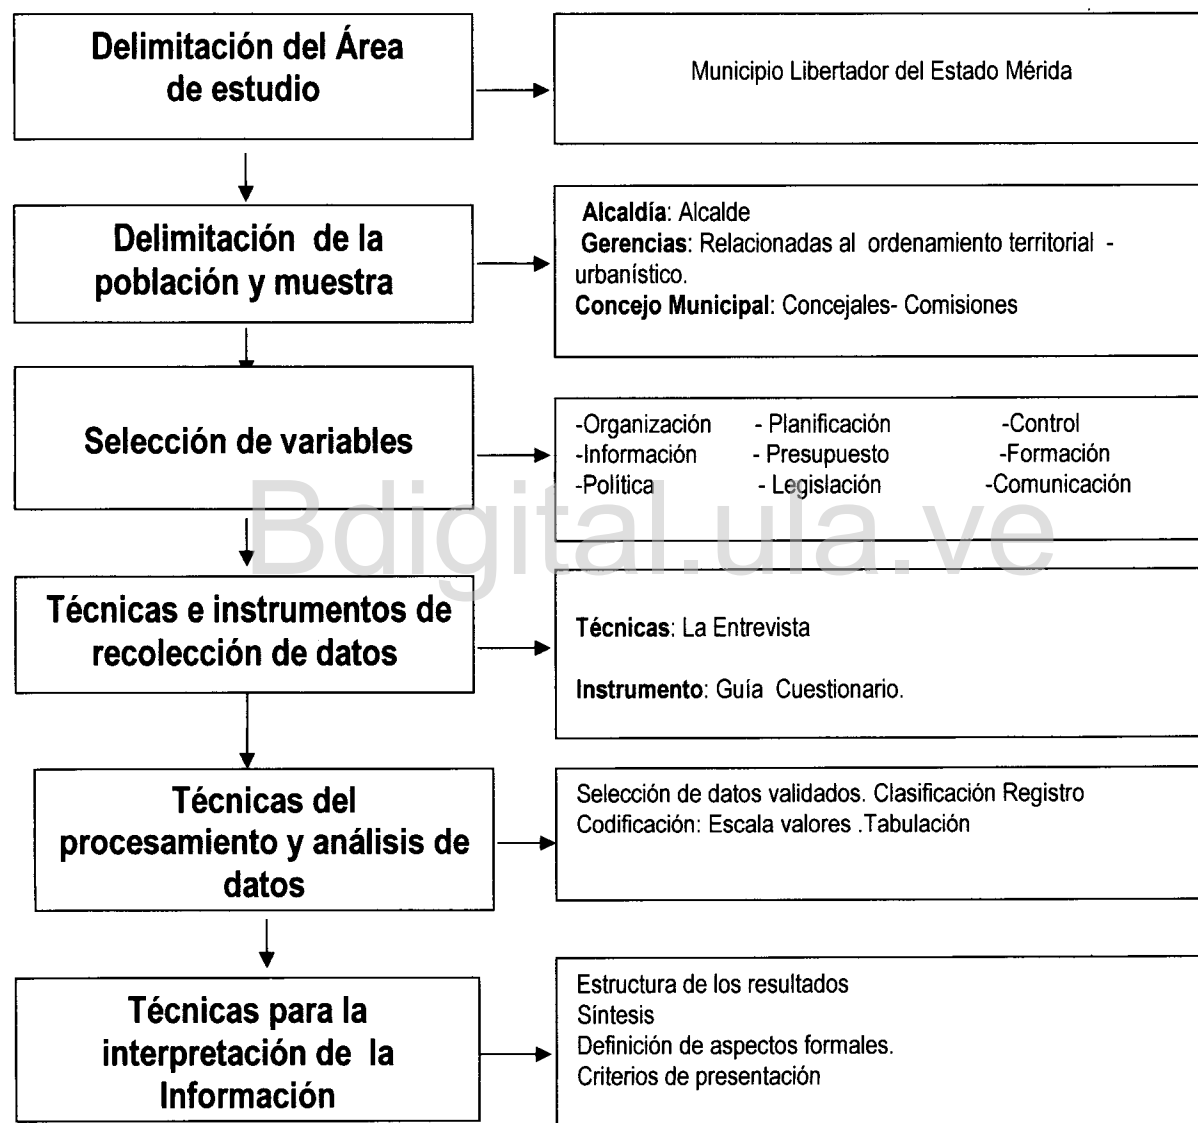 Delimitación del Área
de estudio
Municipio Libertador del Estado Mérida
Delimitación de la
población y muestra
Alcaldía: Alcalde
Gerencias: Relacionadas al ordenamiento territorial -
urbanístico.
Concejo Municipal: Concejales- Comisiones
Selección de variables
-Organización - Planificación -Control
-Información - Presupuesto -Formación
-Política - Legislación -Comunicación
Bdigital.ula.ve
Técnicas e instrumentos de
recolección de datos
Técnicas: La Entrevista
Instrumento: Guía Cuestionario.
Técnicas del
procesamiento y análisis de
datos
Selección de datos validados. Clasificación Registro
Codificación: Escala valores .Tabulación
Técnicas para la
interpretación de la
Información
Estructura de los resultados
Síntesis
Definición de aspectos formales.
Criterios de presentación